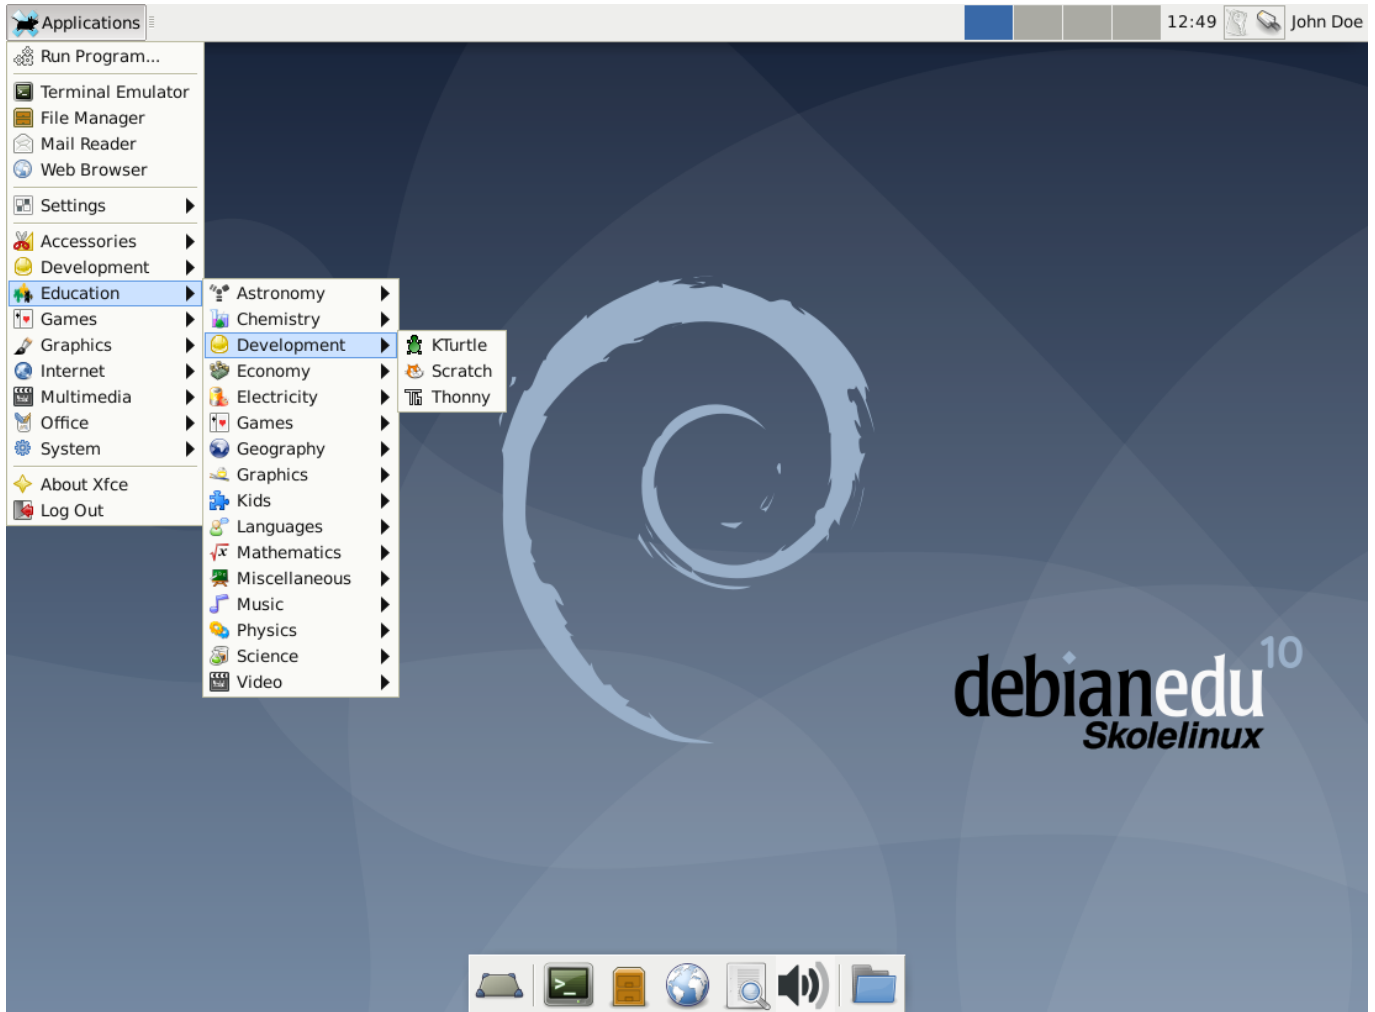 Applications
12:49
John Doe
Run Program...
Terminal Emulator
File Manager
Mail Reader
Web Browser
Settings
Accessories
Development
Education
Games
Graphics
Internet
Multimedia
Office
System
About Xfce
Log Out
Astronomy
Chemistry
Development
Economy
Electricity
Games
Geography
Graphics
Kids
Languages
Mathematics
Miscellaneous
Music
Physics
Science
Video
KTurtle
Scratch
Thonny
debianedu 10
Skolelinux